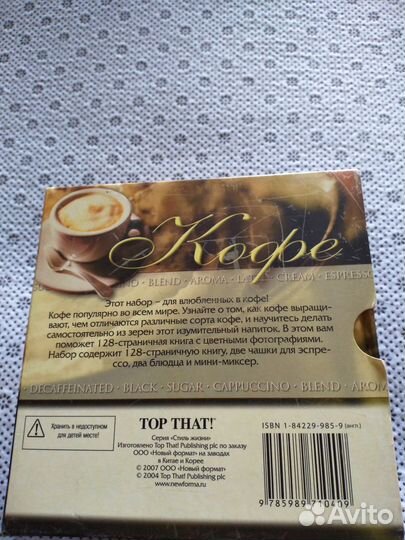 Кофе
INO · BLEND · AROMA · LATTE · CREAM · ESPRESSO
Этот набор – для влюбленных в кофе!
Кофе популярно во всем мире. Узнайте о том, как кофе выращи-
вают, чем отличаются различные сорта кофе, и научитесь делать
самостоятельно из зерен этот изумительный напиток. В этом вам
поможет 128-страничная книга с цветными фотографиями.
Набор содержит 128-страничную книгу, две чашки для эспре-
ссо, два блюдца и мини-миксер.
· DECAFFEINATED · BLACK · SUGAR · CAPPUCCINO · BLEND · AROM
Хранить в недоступном
для детей месте!
TOP THAT!
Серия «Стиль жизни»
Изготовлено Top That! Publishing plc по заказу
ООО «Новый формат» на заводах
в Китае и Корее
© 2007 ООО «Новый формат»
© 2004 Top That! Publishing plc
www.newforma.ru
ISBN 1-84229-985-9 (англ.)
9 785989 710409
Avito